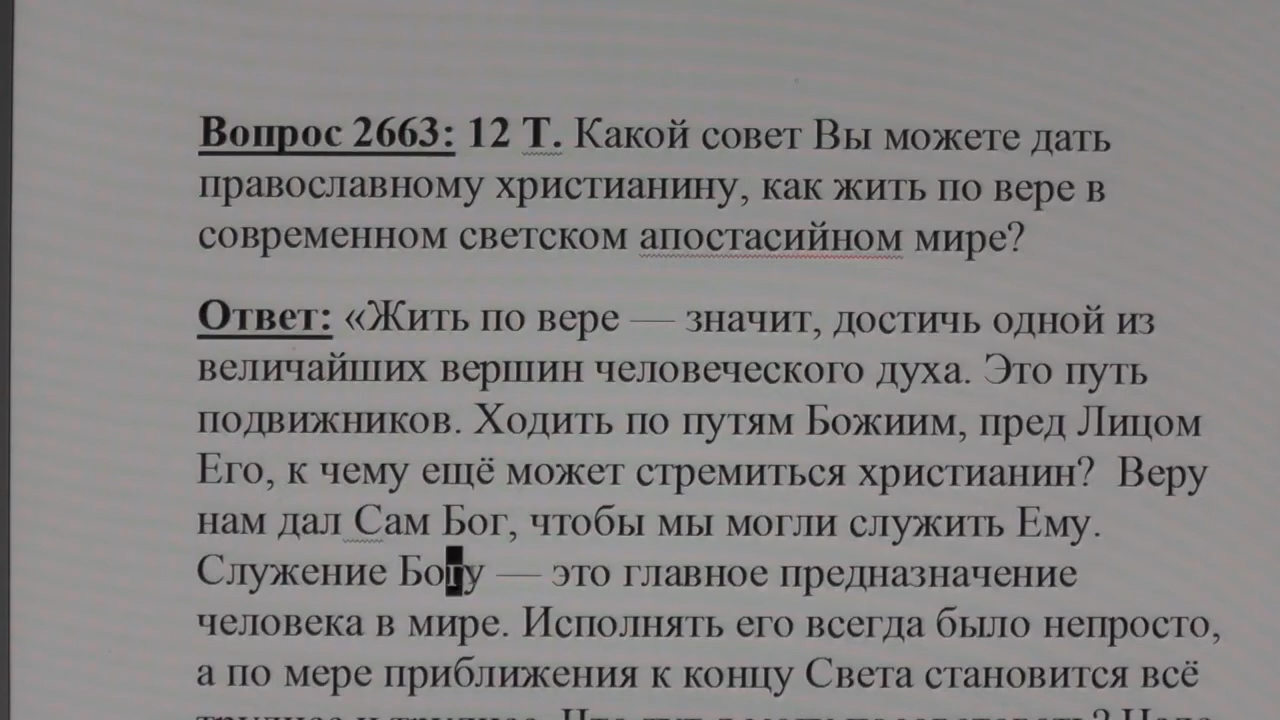 Вопрос 2663: 12 Т. Какой совет Вы можете дать
православному христианину, как жить по вере в
современном светском апостасийном мире?
Ответ: «Жить по вере — значит, достичь одной из
величайших вершин человеческого духа. Это путь
подвижников. Ходить по путям Божиим, пред Лицом
Его, к чему ещё может стремиться христианин? Веру
нам дал Сам Бог, чтобы мы могли служить Ему.
Служение Богу — это главное предназначение
человека в мире. Исполнять его всегда было непросто,
а по мере приближения к концу Света становится всё